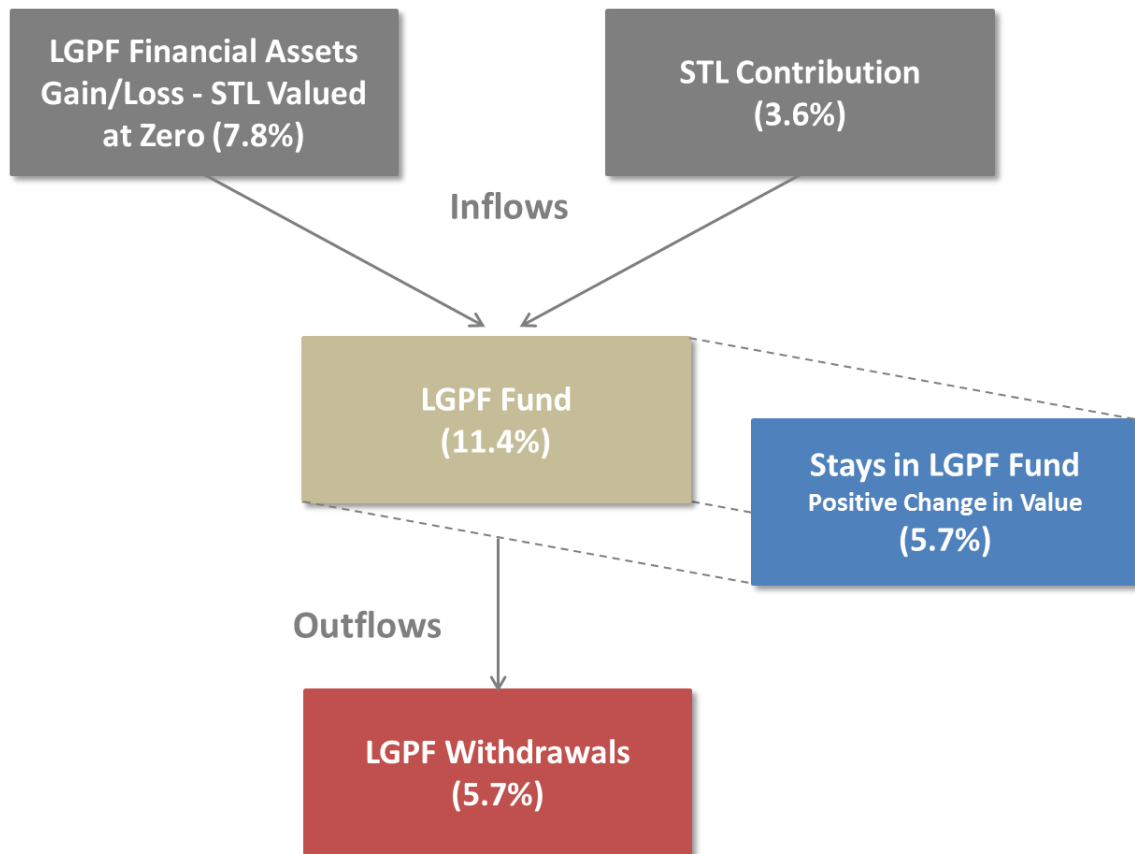 LGPF Financial Assets
Gain/Loss - STL Valued
at Zero (7.8%)
STL Contribution
(3.6%)
Inflows
LGPF Fund
(11.4%)
Stays in LGPF Fund
Positive Change in Value
(5.7%)
Outflows
LGPF Withdrawals
(5.7%)